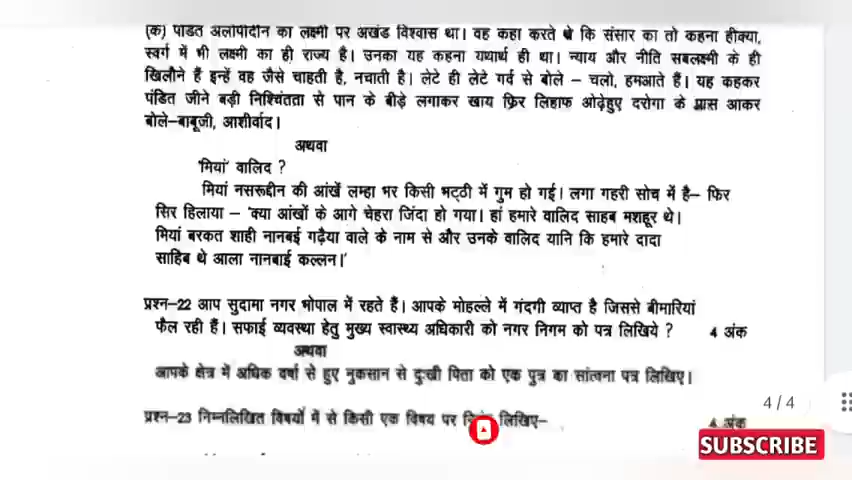 (क) पंडित अलोपीदीन का लक्ष्मी पर अखंड विश्वास था। वह कहा करते थे कि संसार का तो कहना हीक्या,
स्वर्ग में भी लक्ष्मी का ही राज्य है। उनका यह कहना यथार्थ ही था। न्याय और नीति सबलक्ष्मी के ही
खिलौने हैं इन्हें वह जैसे चाहती है, नचाती है। लेटे ही लेटे गर्व से बोले – चलो, हमआते हैं। यह कहकर
पंडित जीने बड़ी निश्चिंतता से पान के बीड़े लगाकर खाय फ्रिर लिहाफ ओढ़ेहुए दरोगा के पास आकर
बोले–बाबूजी, आशीर्वाद।
अथवा
'मियां' वालिद ?
मियां नसरूद्दीन की आंखें लम्हा भर किसी भट्ठी में गुम हो गई। लगा गहरी सोच में है– फिर
सिर हिलाया – 'क्या आंखों के आगे चेहरा जिंदा हो गया। हां हमारे वालिद साहब मशहूर थे।
मियां बरकत शाही नानबई गढ़ैया वाले के नाम से और उनके वालिद यानि कि हमारे दादा
साहिब थे आला नानबाई कल्लन।'
प्रश्न–22 आप सुदामा नगर भोपाल में रहते हैं। आपके मोहल्ले में गंदगी व्याप्त है जिससे बीमारियां
फैल रही हैं। सफाई व्यवस्था हेतु मुख्य स्वास्थ्य अधिकारी को नगर निगम को पत्र लिखिये ? 4 अंक
अथवा
आपके क्षेत्र में अधिक वर्षा से हुए नुकसान से दुःखी पिता को एक पुत्र का सांत्वना पत्र लिखिए।
4/4
प्रश्न–23 निम्नलिखित विषयों में से किसी एक विषय पर लिखिए– 4 अंक
SUBSCRIBE